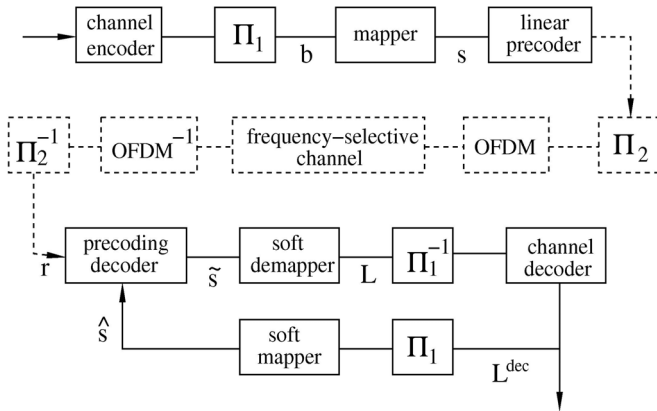 channel encoder
Π₁
b
mapper
s
linear precoder
Π₂⁻¹
OFDM⁻¹
frequency−selective channel
OFDM
Π₂
r
precoding decoder
s̃
soft demapper
L
Π₁⁻¹
channel decoder
ŝ
soft mapper
Π₁
L^dec